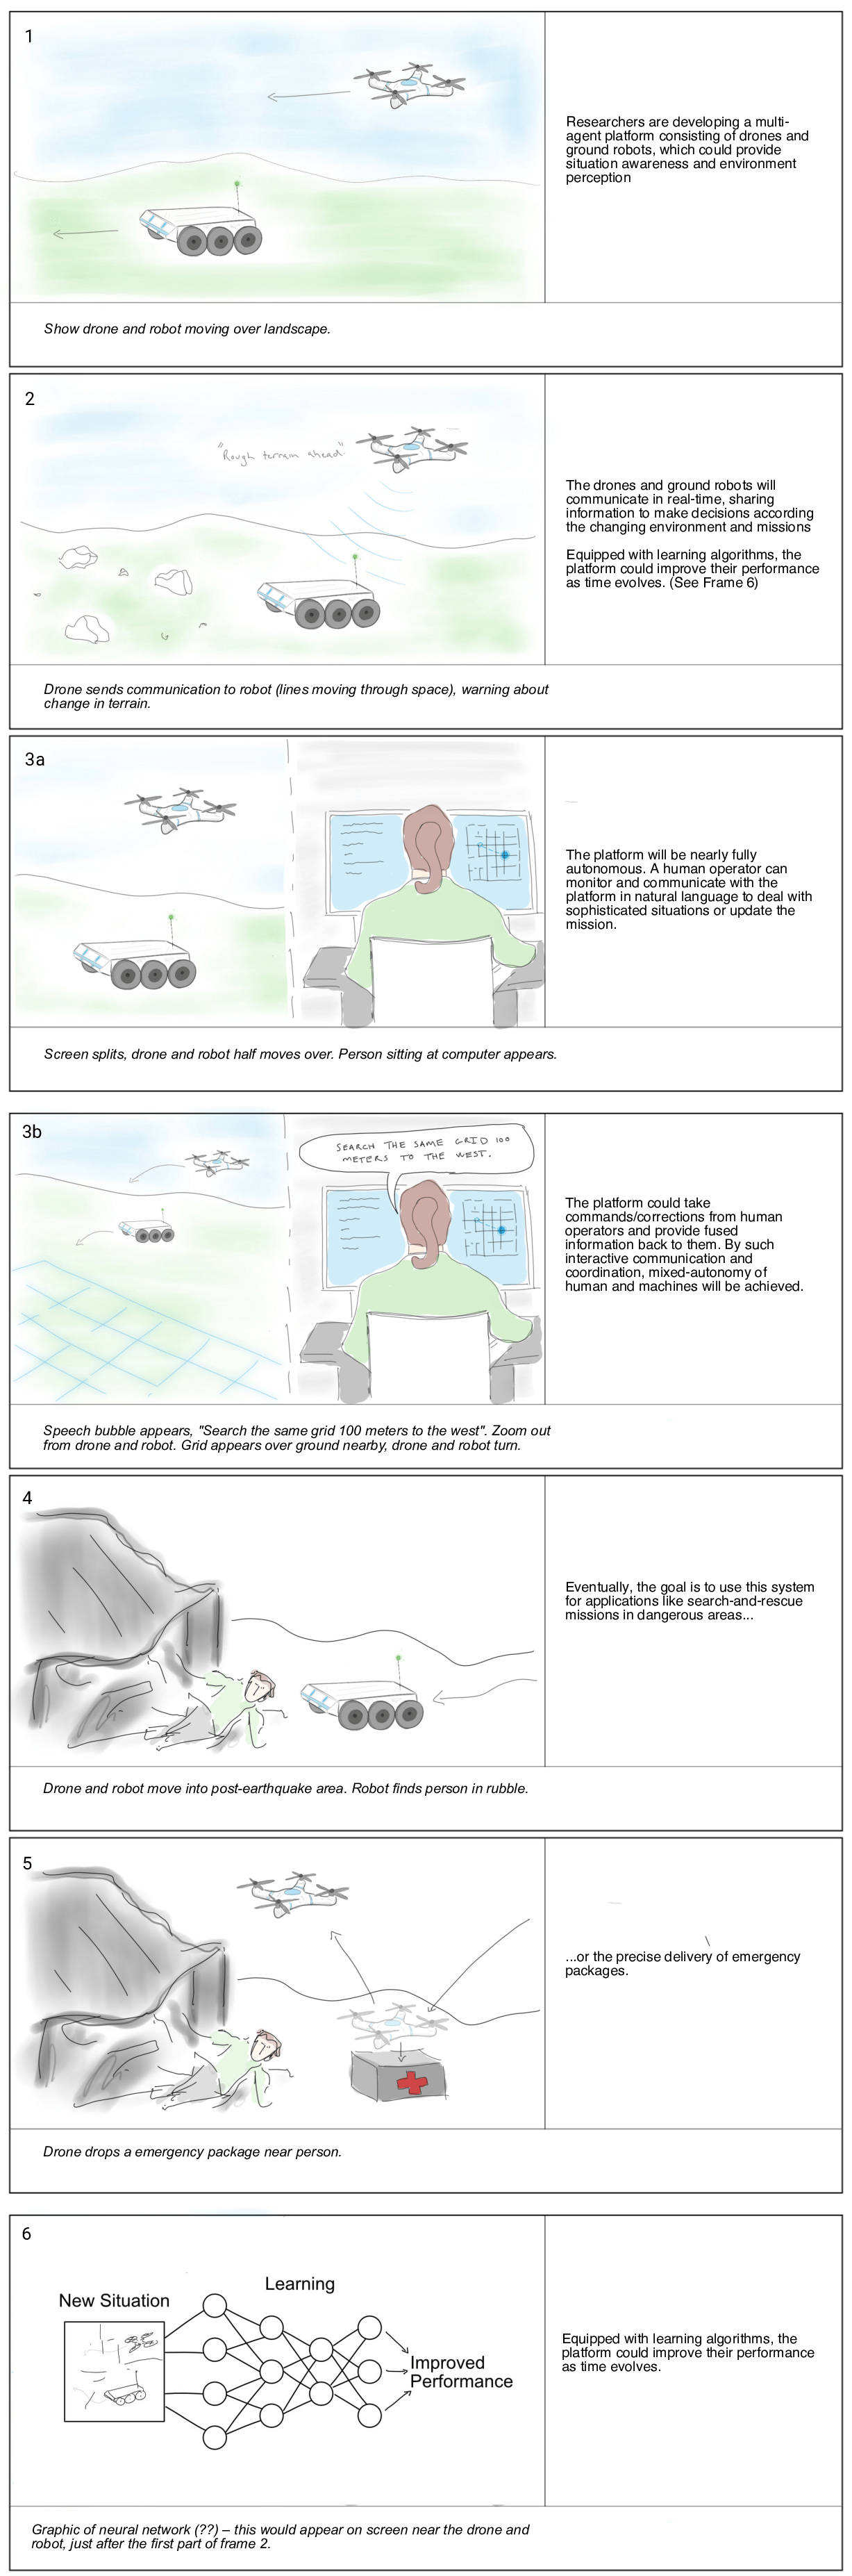 1
Researchers are developing a multi-
agent platform consisting of drones and
ground robots, which could provide
situation awareness and environment
perception
Show drone and robot moving over landscape.
2
"Rough terrain ahead"
The drones and ground robots will
communicate in real-time, sharing
information to make decisions according
the changing environment and missions
Equipped with learning algorithms, the
platform could improve their performance
as time evolves. (See Frame 6)
Drone sends communication to robot (lines moving through space), warning about
change in terrain.
3a
The platform will be nearly fully
autonomous. A human operator can
monitor and communicate with the
platform in natural language to deal with
sophisticated situations or update the
mission.
Screen splits, drone and robot half moves over. Person sitting at computer appears.
3b
SEARCH THE SAME GRID 100
METERS TO THE WEST.
The platform could take
commands/corrections from human
operators and provide fused
information back to them. By such
interactive communication and
coordination, mixed-autonomy of
human and machines will be achieved.
Speech bubble appears, "Search the same grid 100 meters to the west". Zoom out
from drone and robot. Grid appears over ground nearby, drone and robot turn.
4
Eventually, the goal is to use this system
for applications like search-and-rescue
missions in dangerous areas...
Drone and robot move into post-earthquake area. Robot finds person in rubble.
5
...or the precise delivery of emergency
packages.
Drone drops a emergency package near person.
6
New Situation
Learning
Improved
Performance
Equipped with learning algorithms, the
platform could improve their performance
as time evolves.
Graphic of neural network (??) – this would appear on screen near the drone and
robot, just after the first part of frame 2.